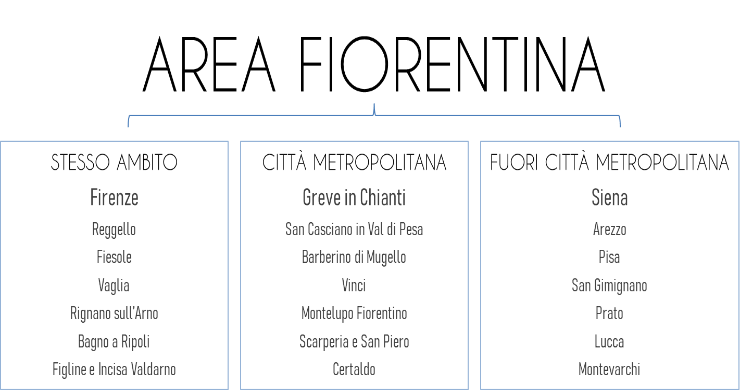 AREA FIORENTINA
STESSO AMBITO
Firenze
Reggello
Fiesole
Vaglia
Rignano sull'Arno
Bagno a Ripoli
Figline e Incisa Valdarno
CITTÀ METROPOLITANA
Greve in Chianti
San Casciano in Val di Pesa
Barberino di Mugello
Vinci
Montelupo Fiorentino
Scarperia e San Piero
Certaldo
FUORI CITTÀ METROPOLITANA
Siena
Arezzo
Pisa
San Gimignano
Prato
Lucca
Montevarchi